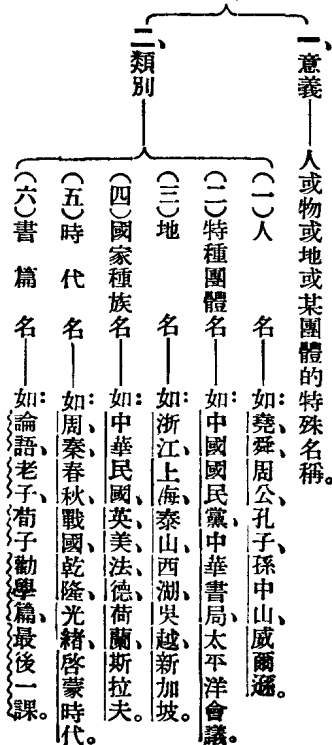 一、意義——人或物或地或某團體的特殊名稱。
二、類別
(一)人名——如:堯、舜、周公、孔子、孫中山、威爾遜。
(二)特種團體名——如:中國國民黨、中華書局、太平洋會議。
(三)地名——如:浙江、上海、泰山、西湖、吳、越、新加坡。
(四)國家種族名——如:中華民國、英、美、法、德、荷蘭、斯拉夫。
(五)時代名——如:周、秦、春秋、戰國、乾隆、光緒、啓蒙時代。
(六)書篇名——如:論語、老子、荀子勸學篇、最後一課。